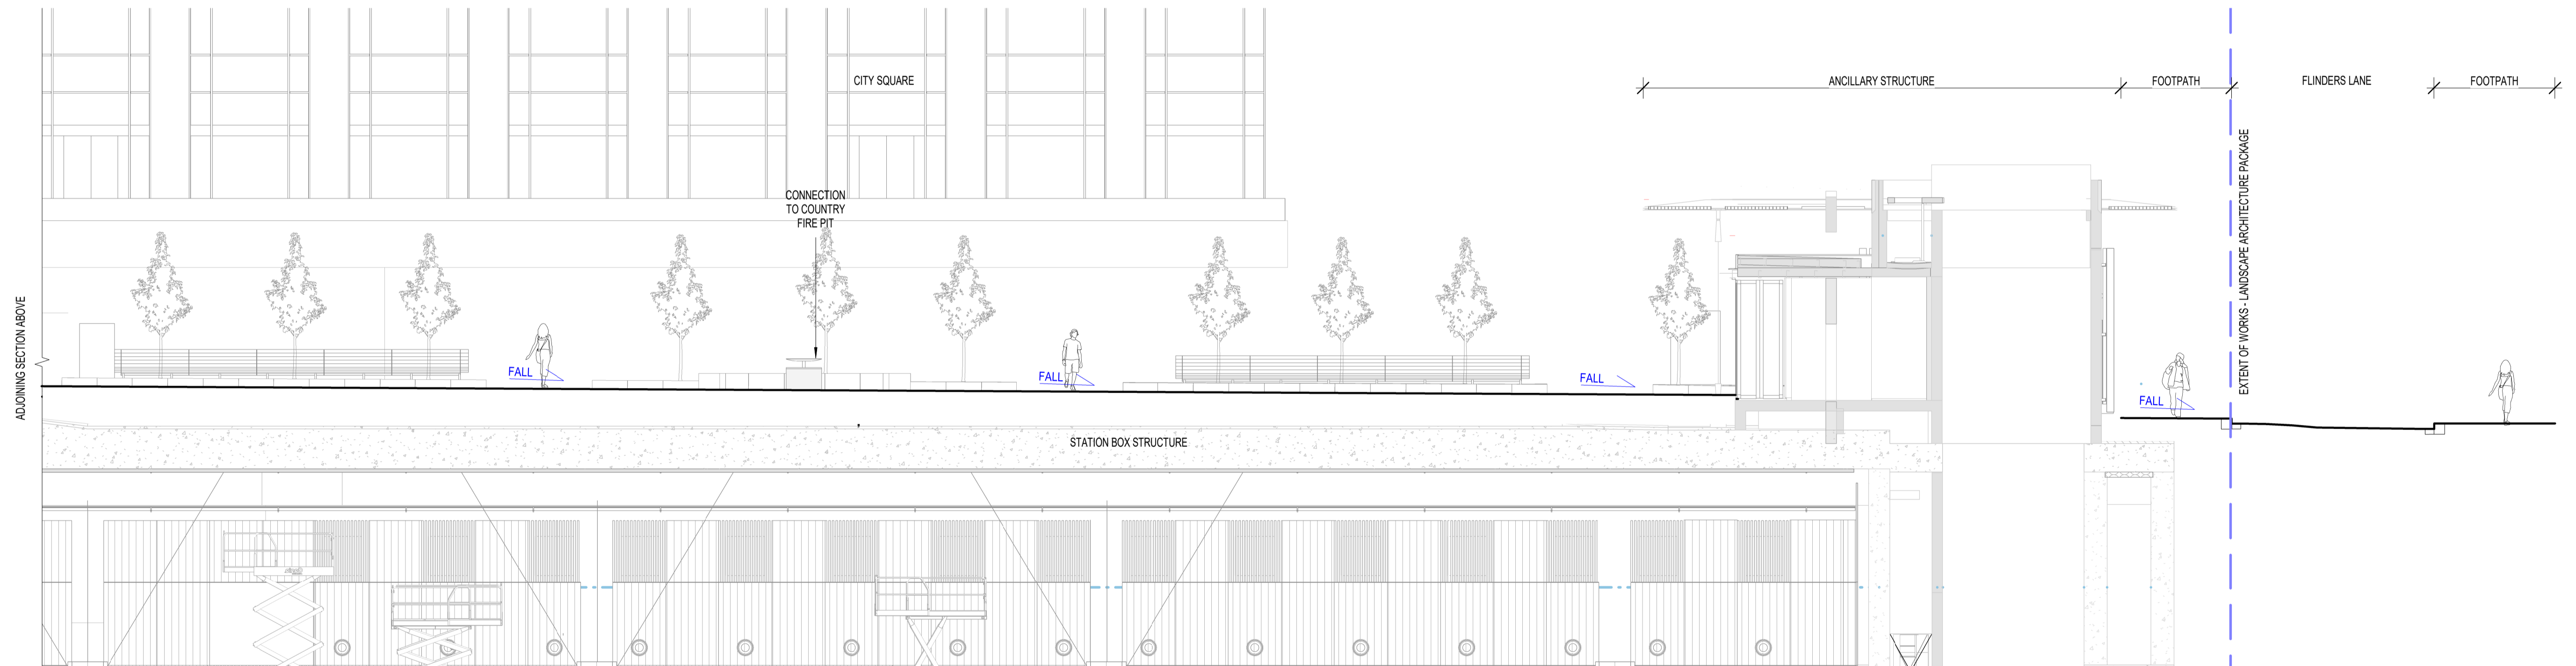 CITY SQUARE
ANCILLARY STRUCTURE
FOOTPATH
FLINDERS LANE
FOOTPATH
CONNECTION
TO COUNTRY
FIRE PIT
ADJOINING SECTION ABOVE
EXTENT OF WORKS - LANDSCAPE ARCHITECTURE PACKAGE
FALL
FALL
FALL
FALL
STATION BOX STRUCTURE